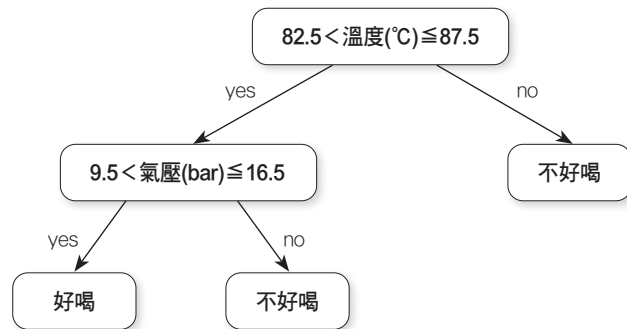 82.5＜溫度(℃)≦87.5
yes
no
9.5＜氣壓(bar)≦16.5
不好喝
yes
no
好喝
不好喝